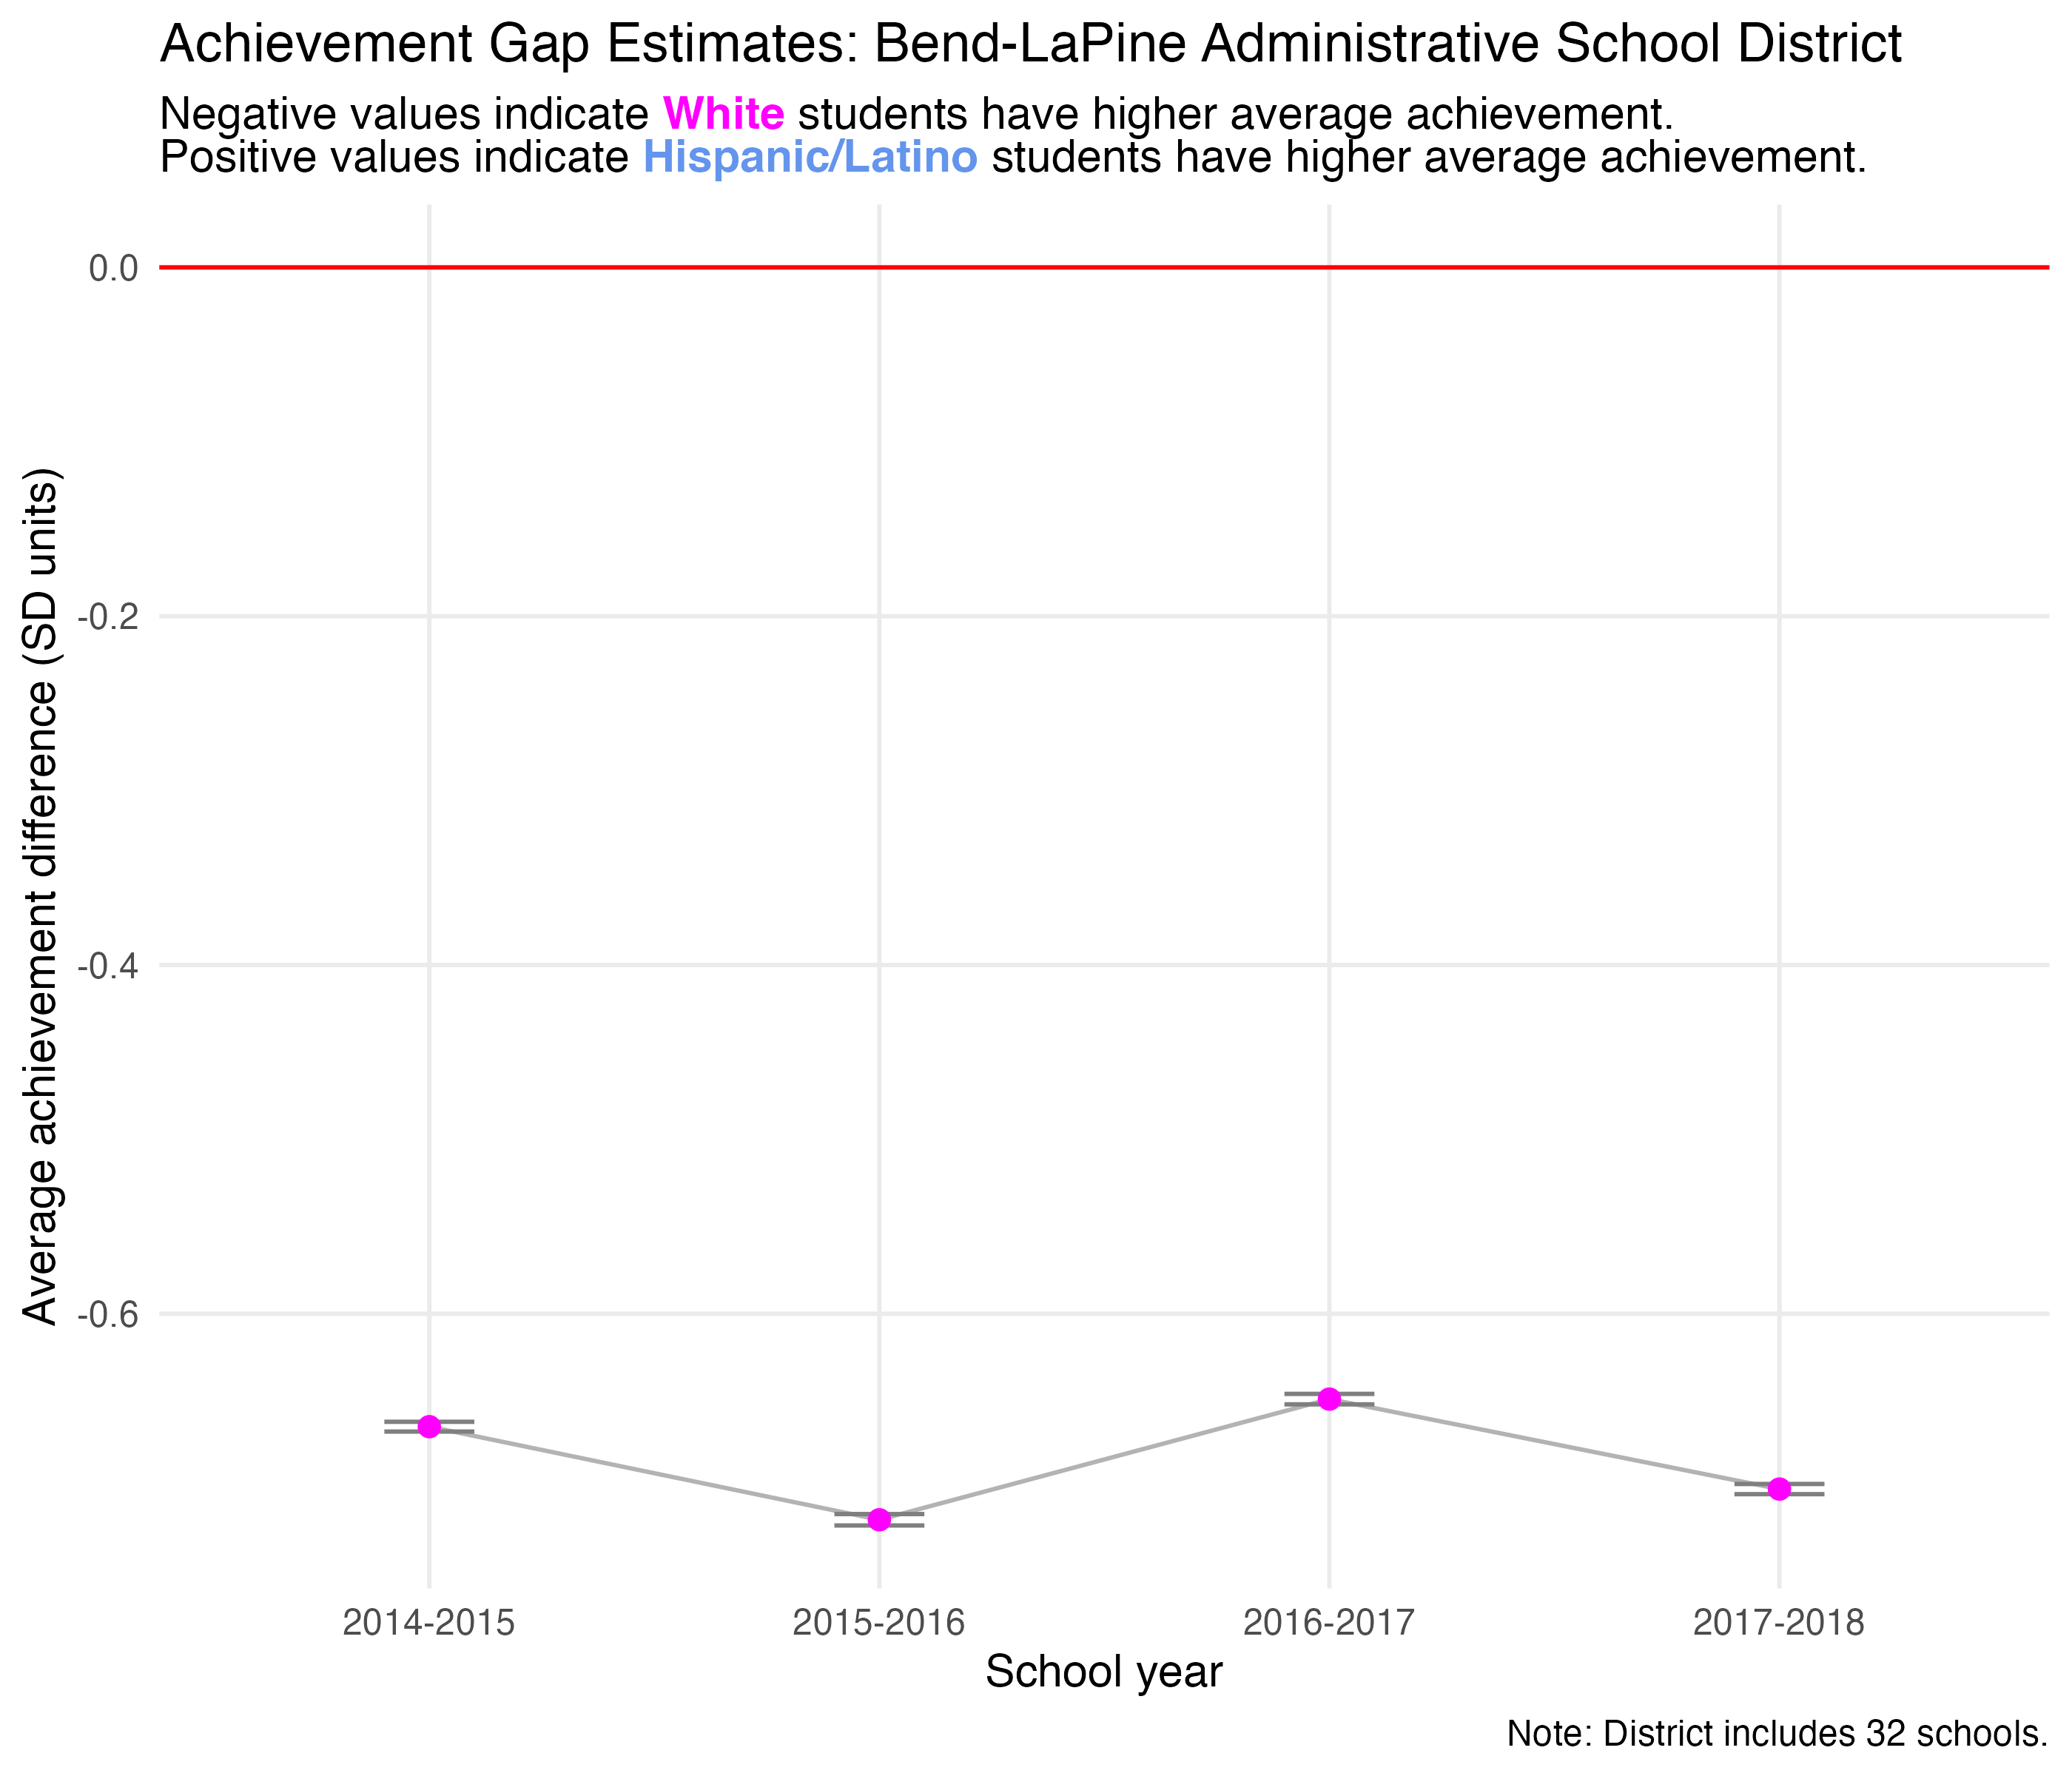 Achievement Gap Estimates: Bend-LaPine Administrative School District
Negative values indicate White students have higher average achievement.
Positive values indicate Hispanic/Latino students have higher average achievement.
Average achievement difference (SD units)
0.0
-0.2
-0.4
-0.6
2014-2015 2015-2016 2016-2017 2017-2018
School year
Note: District includes 32 schools.